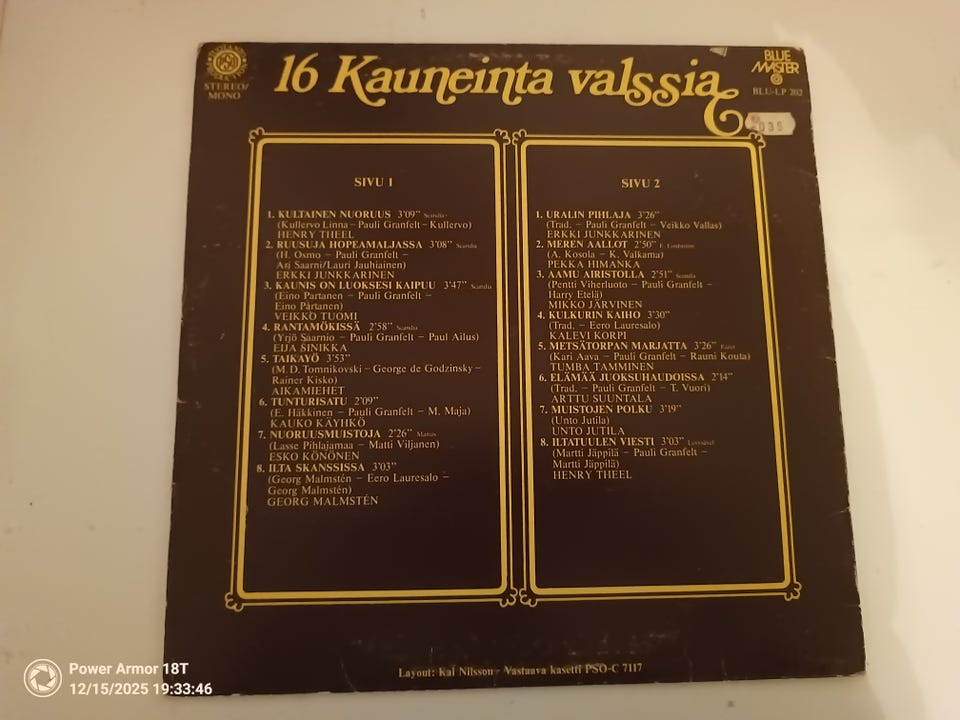 STEREO/
MONO
16 Kauneinta valssia
BLUE
MASTER
BLU-LP 202
SIVU 1
1. KULTAINEN NUORUUS 3'09" Scandia
(Kullervo Linna – Pauli Granfelt – Kullervo)
HENRY THEEL
2. RUUSUJA HOPEAMALJASSA 3'08" Scandia
(H. Osmo – Pauli Granfelt –
Ari Saarni/Lauri Jauhiainen)
ERKKI JUNKKARINEN
3. KAUNIS ON LUOKSESI KAIPUU 3'47" Scandia
(Eino Partanen – Pauli Granfelt –
Eino Partanen)
VEIKKO TUOMI
4. RANTAMÖKISSÄ 2'58" Scandia
(Yrjö Saarnio – Pauli Granfelt – Paul Ailus)
EIJA SINIKKA
5. TAIKAYÖ 3'53"
(M.D. Tomnikovski – George de Godzinsky –
Rainer Kisko)
AIKAMIEHET
6. TUNTURISATU 2'09"
(E. Häkkinen – Pauli Granfelt – M. Maja)
KAUKO KÄYHKÖ
7. NUORUUSMUISTOJA 2'26"
(Lasse Pihlajamaa – Matti Viljanen)
ESKO KÖNÖNEN
8. ILTA SKANSSISSA 3'03"
(Georg Malmstén – Eero Lauresalo –
Georg Malmstén)
GEORG MALMSTÉN
SIVU 2
1. URALIN PIHLAJA 3'26"
(Trad. – Pauli Granfelt – Veikko Vallas)
ERKKI JUNKKARINEN
2. MEREN AALLOT 2'50"
(A. Kosola – K. Valkama)
PEKKA HIMANKA
3. AAMU AIRISTOLLA 2'51" Scandia
(Pentti Viherluoto – Pauli Granfelt –
Harry Etelä)
MIKKO JÄRVINEN
4. KULKURIN KAIHO 3'30"
(Trad. – Eero Lauresalo)
KALEVI KORPI
5. METSÄTORPAN MARJATTA 3'26"
(Kari Aava – Pauli Granfelt – Rauni Kouta)
TUMBA TAMMINEN
6. ELÄMÄÄ JUOKSUHAUDOISSA 2'14"
(Trad. – Pauli Granfelt – T. Vuori)
ARTTU SUUNTALA
7. MUISTOJEN POLKU 3'19"
(Unto Jutila)
UNTO JUTILA
8. ILTATUULEN VIESTI 3'03"
(Martti Jäppilä – Pauli Granfelt –
Martti Jäppilä)
HENRY THEEL
Layout: Kai Nilsson – Vastaava kasetti PSO-C 7117
Power Armor 18T
12/15/2025 19:33:46